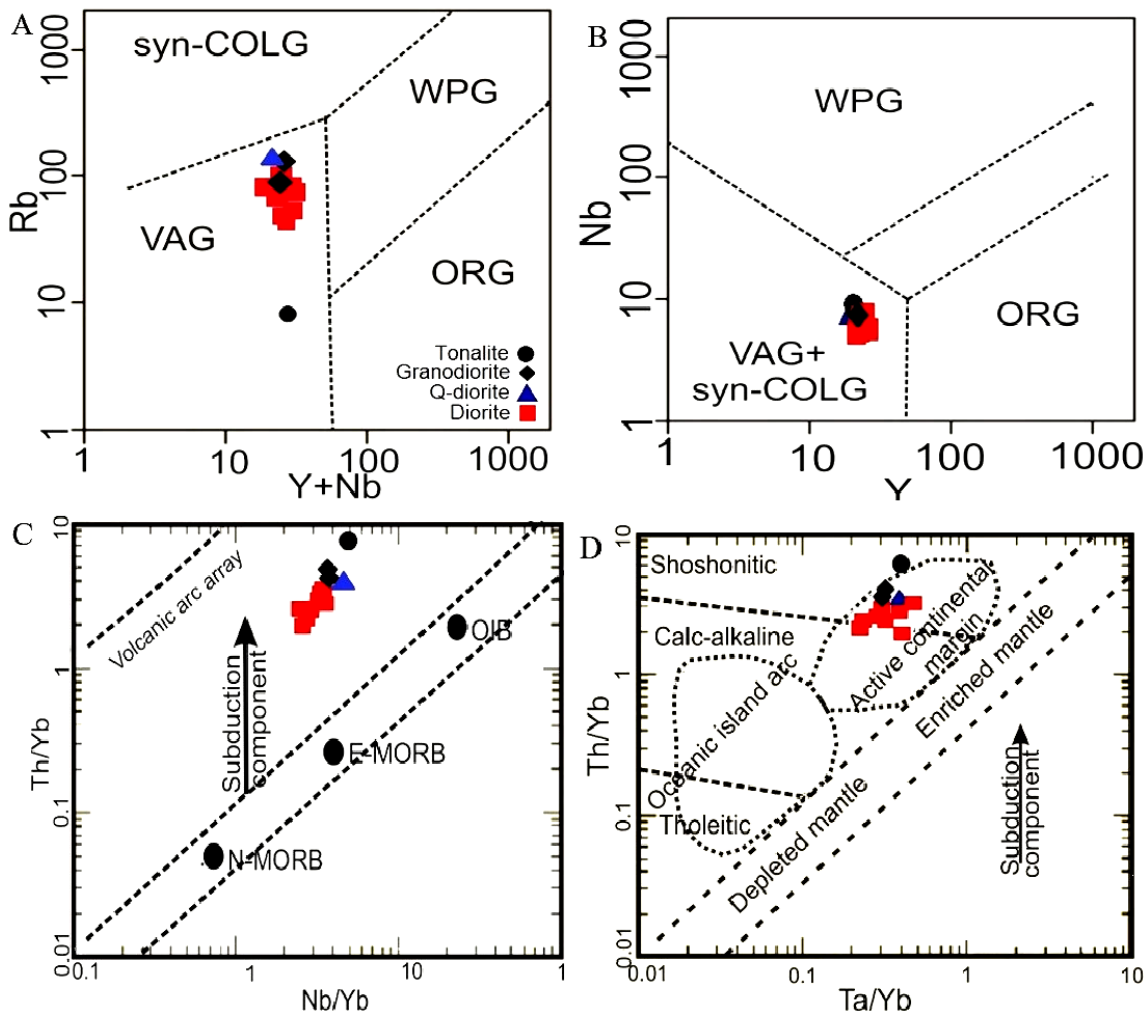 A
syn-COLG
WPG
VAG
ORG
Rb
1000
100
10
1
Tonalite
Granodiorite
Q-diorite
Diorite
1
10
100
1000
Y+Nb
B
WPG
VAG+
syn-COLG
ORG
Nb
1000
100
10
1
1
10
100
1000
Y
C
Volcanic arc array
Subduction
component
OIB
E-MORB
N-MORB
Th/Yb
10
1
0.1
0.01
0.1
1
10
1
Nb/Yb
D
Shoshonitic
Calc-alkaline
Oceanic island arc
Tholeitic
Active continental
margin
Enriched mantle
Depleted mantle
Subduction
component
Th/Yb
10
1
0.1
0.01
0.01
0.1
1
10
Ta/Yb